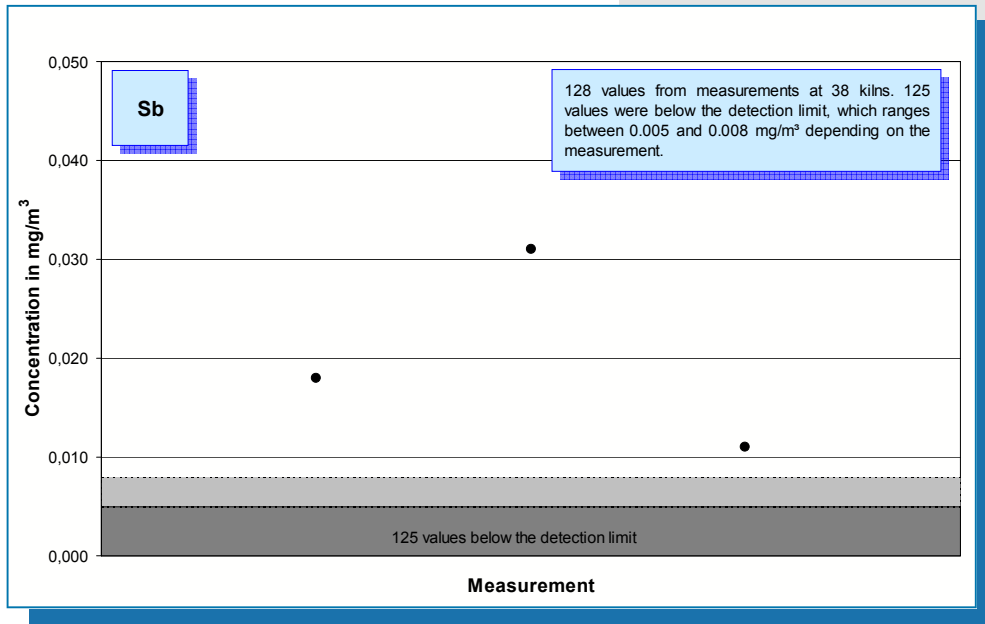 Sb
128 values from measurements at 38 kilns. 125
values were below the detection limit, which ranges
between 0.005 and 0.008 mg/m³ depending on the
measurement.
Concentration in mg/m³
0,050
0,040
0,030
0,020
0,010
0,000
125 values below the detection limit
Measurement